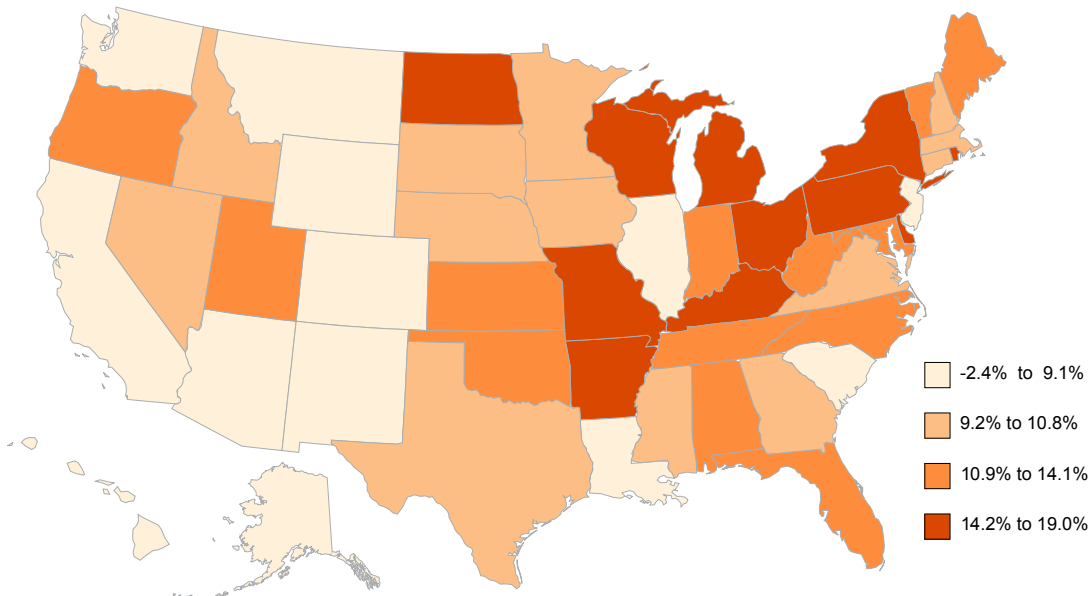 -2.4% to 9.1%
9.2% to 10.8%
10.9% to 14.1%
14.2% to 19.0%